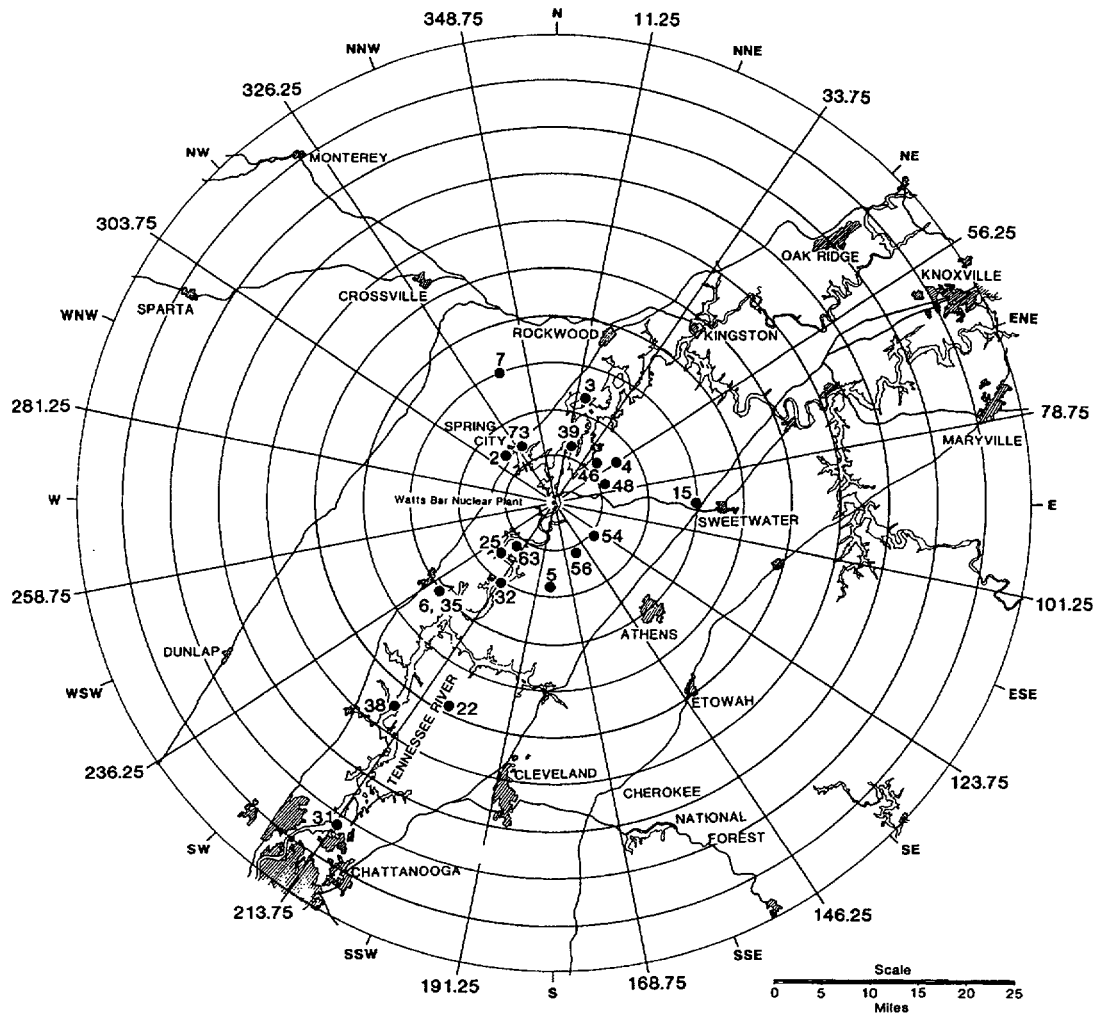 N
348.75
11.25
NNW
NNE
326.25
33.75
NW
MONTEREY
NE
303.75
56.25
OAK RIDGE
KNOXVILLE
CROSSVILLE
SPARTA
WNW
ENE
ROCKWOOD
KINGSTON
7
3
281.25
78.75
SPRING
CITY
73
39
MARYVILLE
2
46
4
48
W
Watts Bar Nuclear Plant
15
E
SWEETWATER
54
25
63
56
5
32
258.75
6, 35
101.25
ATHENS
DUNLAP
WSW
ESE
ETOWAH
38
22
TENNESSEE RIVER
236.25
123.75
CLEVELAND
CHEROKEE
NATIONAL
FOREST
31
SW
SE
CHATTANOOGA
213.75
146.25
SSW
SSE
191.25
168.75
S
Scale
0 5 10 15 20 25
Miles